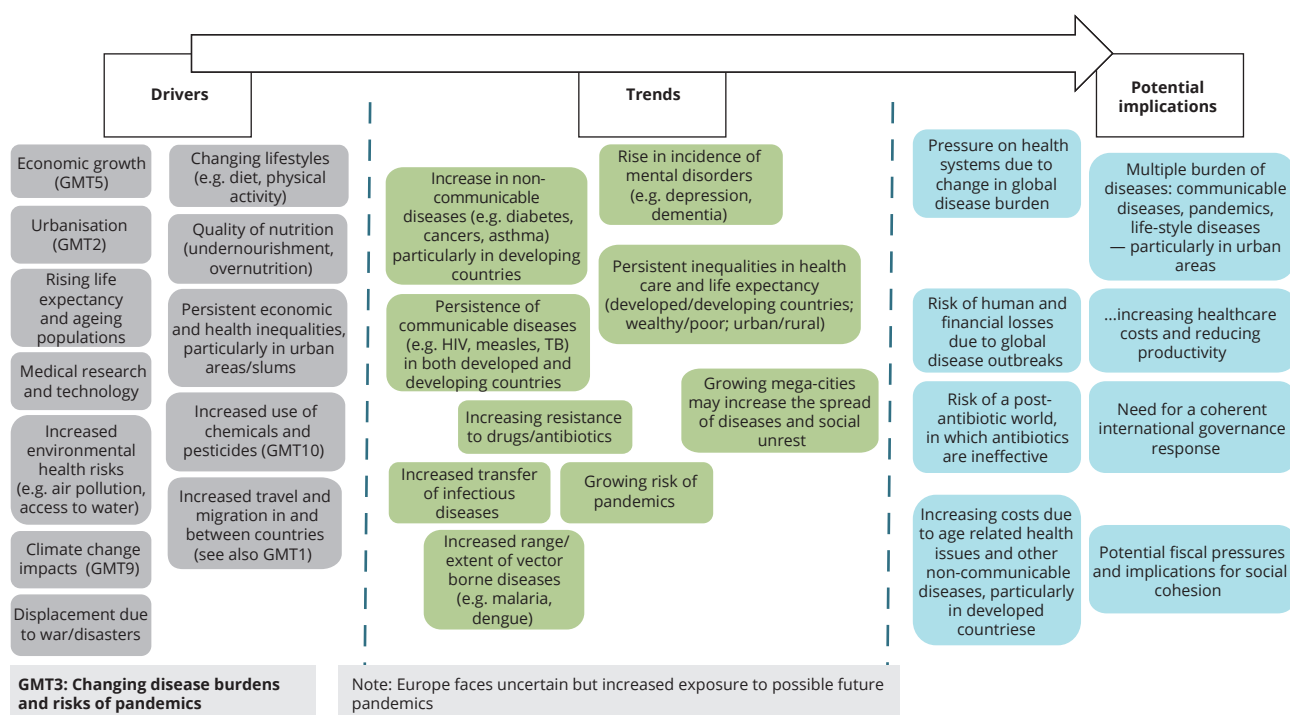 Drivers
Trends
Potential
implications
Economic growth
(GMT5)
Urbanisation
(GMT2)
Rising life
expectancy
and ageing
populations
Medical research
and technology
Increased
environmental
health risks
(e.g. air pollution,
access to water)
Climate change
impacts (GMT9)
Displacement due
to war/disasters
Changing lifestyles
(e.g. diet, physical
activity)
Quality of nutrition
(undernourishment,
overnutrition)
Persistent economic
and health inequalities,
particularly in urban
areas/slums
Increased use of
chemicals and
pesticides (GMT10)
Increased travel and
migration in and
between countries
(see also GMT1)
Increase in non-
communicable
diseases (e.g. diabetes,
cancers, asthma)
particularly in developing
countries
Persistence of
communicable diseases
(e.g. HIV, measles, TB)
in both developed and
developing countries
Rise in incidence of
mental disorders
(e.g. depression,
dementia)
Persistent inequalities in health
care and life expectancy
(developed/developing countries;
wealthy/poor; urban/rural)
Growing mega-cities
may increase the spread
of diseases and social
unrest
Increasing resistance
to drugs/antibiotics
Increased transfer
of infectious
diseases
Growing risk of
pandemics
Increased range/
extent of vector
borne diseases
(e.g. malaria,
dengue)
Pressure on health
systems due to
change in global
disease burden
Risk of human and
financial losses
due to global
disease outbreaks
Risk of a post-
antibiotic world,
in which antibiotics
are ineffective
Increasing costs due
to age related health
issues and other
non-communicable
diseases, particularly
in developed
countriese
Multiple burden of
diseases: communicable
diseases, pandemics,
life-style diseases
— particularly in urban
areas
...increasing healthcare
costs and reducing
productivity
Need for a coherent
international governance
response
Potential fiscal pressures
and implications for social
cohesion
GMT3: Changing disease burdens
and risks of pandemics
Note: Europe faces uncertain but increased exposure to possible future
pandemics